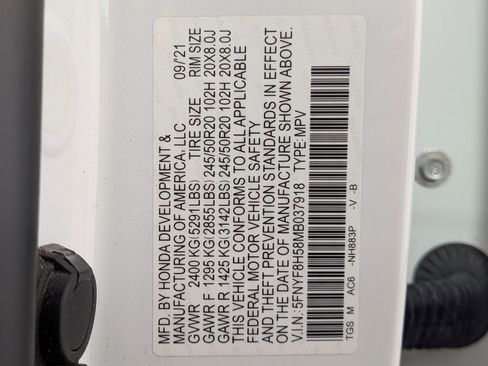 MFD. BY HONDA DEVELOPMENT &
MANUFACTURING OF AMERICA, LLC 09/'21
GVWR 2400 KG(5291LBS) TIRE SIZE RIM SIZE
GAWR F 1295 KG(2855LBS) 245/50R20 102H 20X8.0J
GAWR R 1425 KG(3142LBS) 245/50R20 102H 20X8.0J
THIS VEHICLE CONFORMS TO ALL APPLICABLE
FEDERAL MOTOR VEHICLE SAFETY
AND THEFT PREVENTION STANDARDS IN EFFECT
ON THE DATE OF MANUFACTURE SHOWN ABOVE.
V.I.N.: 5FNYF8H58MB037918 TYPE: MPV
TGS M AC6 -NH883P -V -B